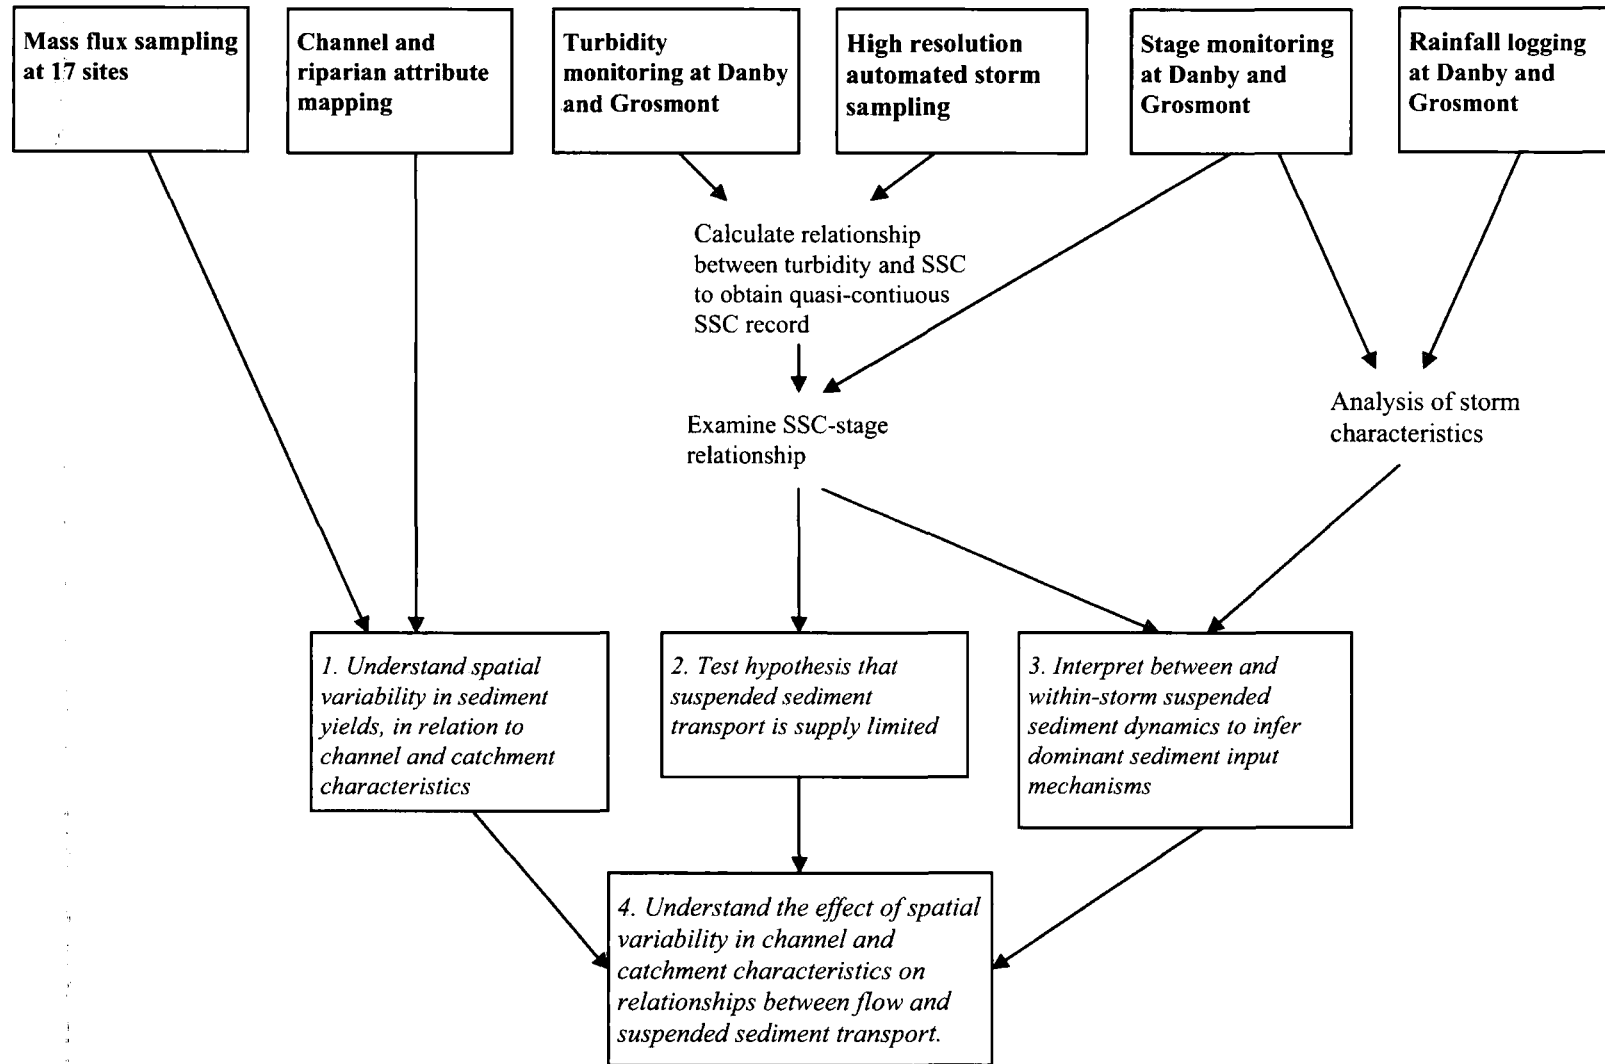 Mass flux sampling
at 17 sites
Channel and
riparian attribute
mapping
Turbidity
monitoring at Danby
and Grosmont
High resolution
automated storm
sampling
Stage monitoring
at Danby and
Grosmont
Rainfall logging
at Danby and
Grosmont
Calculate relationship
between turbidity and SSC
to obtain quasi-contiuous
SSC record
Examine SSC-stage
relationship
Analysis of storm
characteristics
1. Understand spatial
variability in sediment
yields, in relation to
channel and catchment
characteristics
2. Test hypothesis that
suspended sediment
transport is supply limited
3. Interpret between and
within-storm suspended
sediment dynamics to infer
dominant sediment input
mechanisms
4. Understand the effect of spatial
variability in channel and
catchment characteristics on
relationships between flow and
suspended sediment transport.